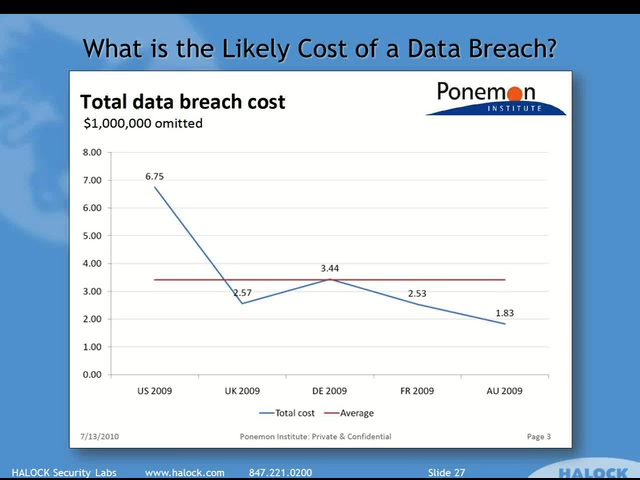 What is the Likely Cost of a Data Breach?
Total data breach cost
$1,000,000 omitted
Ponemon
INSTITUTE
8.00
7.00
6.00
5.00
4.00
3.00
2.00
1.00
0.00
6.75
2.57
3.44
2.53
1.83
US 2009 UK 2009 DE 2009 FR 2009 AU 2009
Total cost Average
7/13/2010 Ponemon Institute: Private & Confidential Page 3
HALOCK Security Labs www.halock.com 847.221.0200 Slide 27 HALOCK